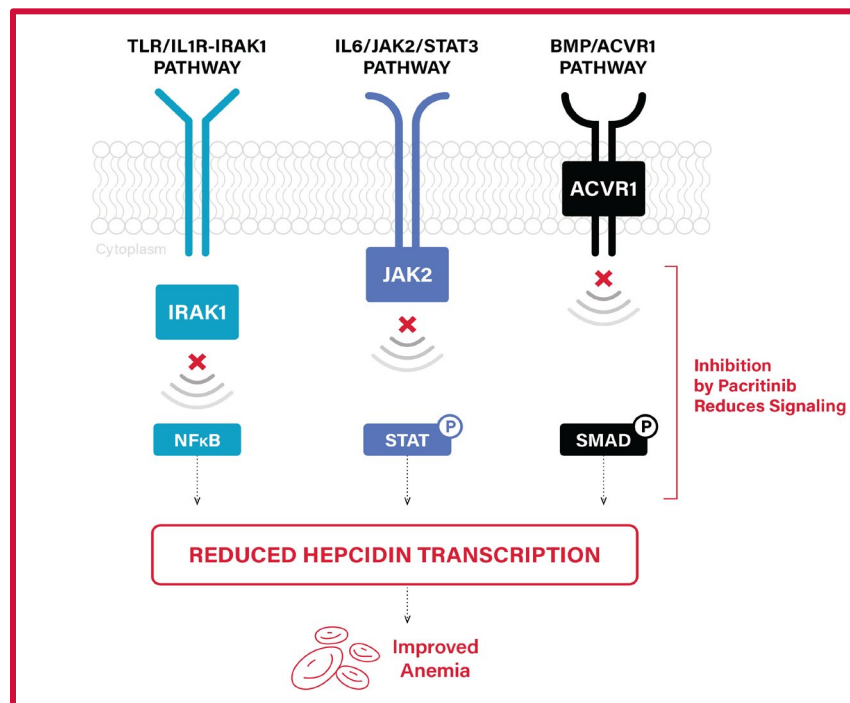 TLR/IL1R-IRAK1
PATHWAY
IL6/JAK2/STAT3
PATHWAY
BMP/ACVR1
PATHWAY
ACVR1
Cytoplasm
JAK2
IRAK1
Inhibition
by Pacritinib
Reduces Signaling
NFκB
STAT
P
SMAD
P
REDUCED HEPCIDIN TRANSCRIPTION
Improved
Anemia